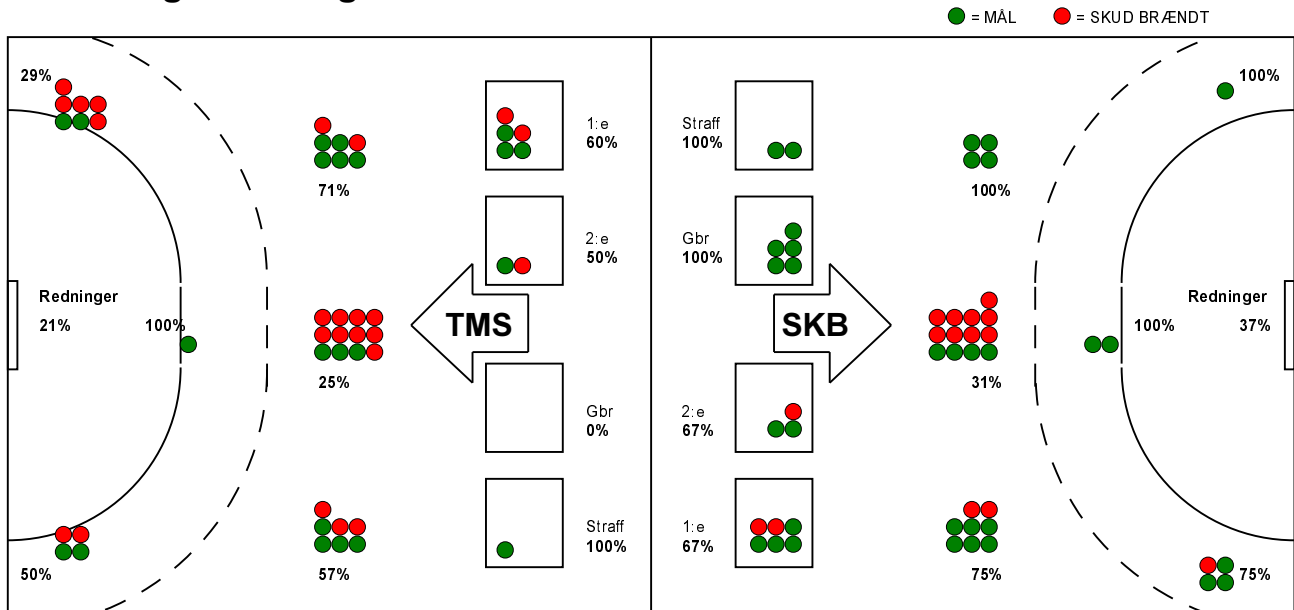 = MÅL
= SKUD BRÆNDT
29%
71%
1:e
60%
2:e
50%
Redninger
21%
100%
TMS
25%
Gbr
0%
50%
57%
Straff
100%
Straff
100%
100%
100%
Gbr
100%
SKB
Redninger
100%
37%
31%
2:e
67%
1:e
67%
75%
75%